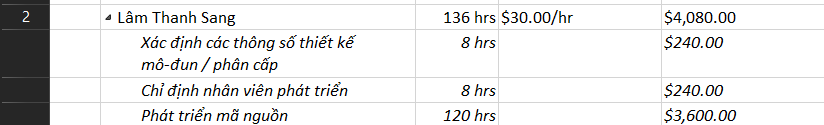 2 Lâm Thanh Sang 136 hrs $30.00/hr $4,080.00
Xác định các thông số thiết kế 8 hrs $240.00
mô-đun / phân cấp
Chỉ định nhân viên phát triển 8 hrs $240.00
Phát triển mã nguồn 120 hrs $3,600.00